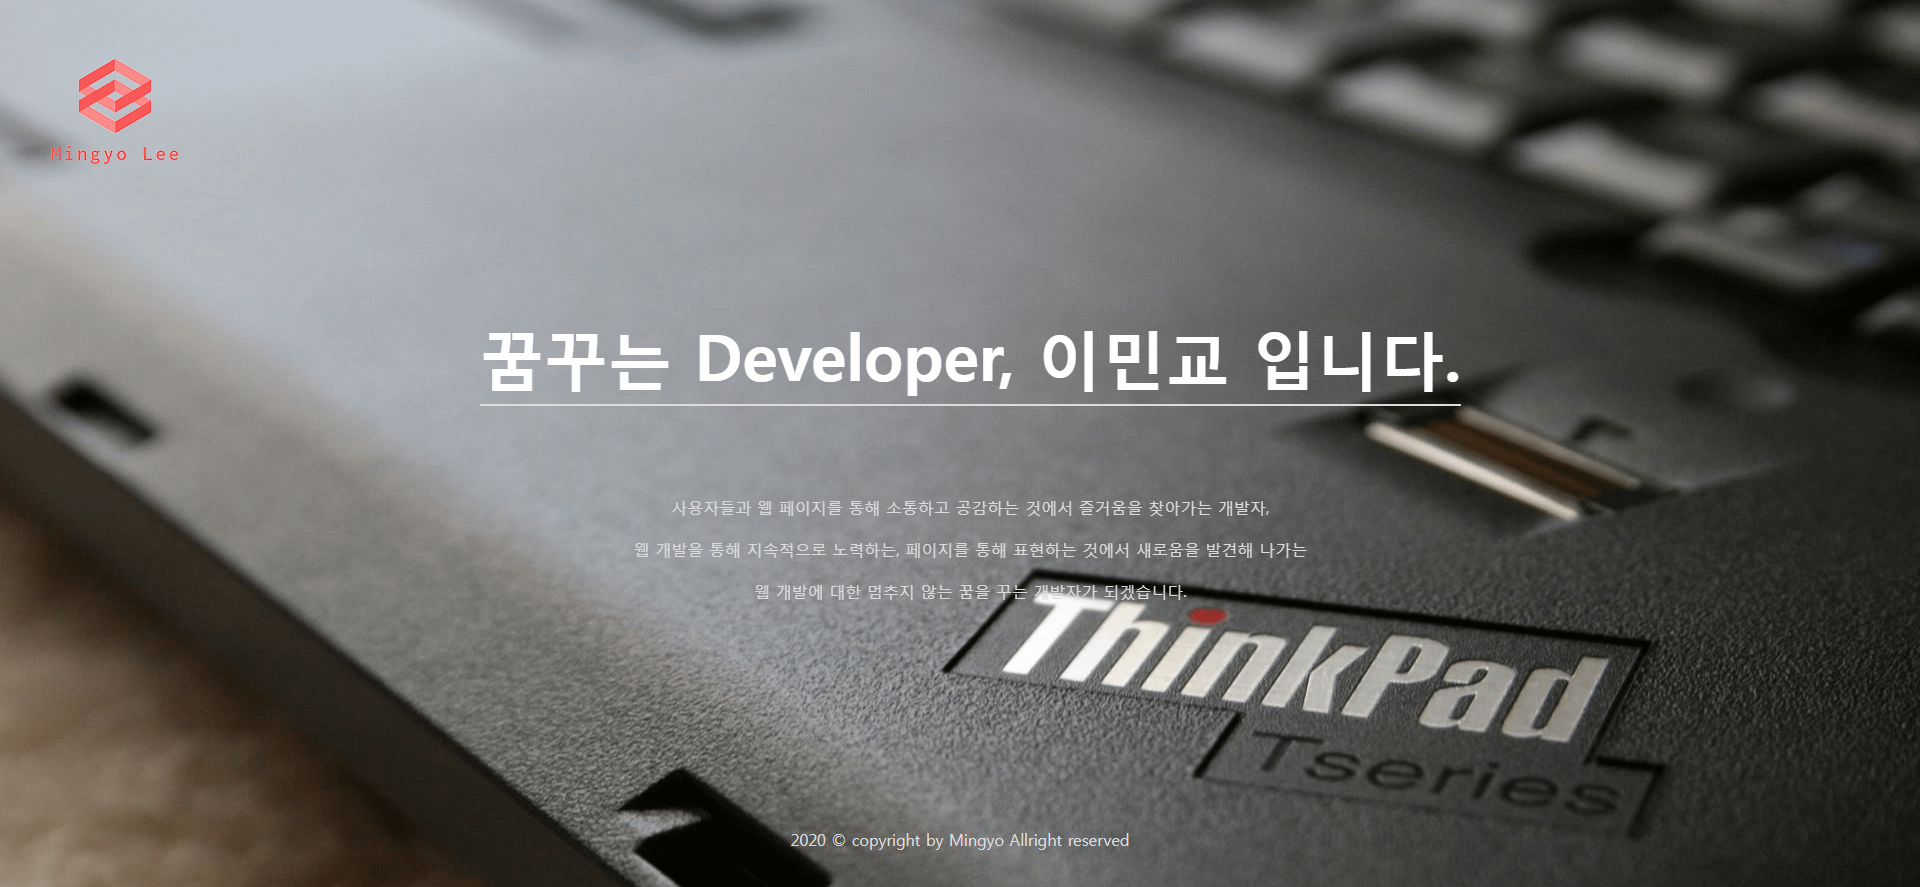 Mingyo Lee
꿈꾸는 Developer, 이민교 입니다.
사용자들과 웹 페이지를 통해 소통하고 공감하는 것에서 즐거움을 찾아가는 개발자,
웹 개발을 통해 지속적으로 노력하는, 페이지를 통해 표현하는 것에서 새로움을 발견해 나가는
웹 개발에 대한 멈추지 않는 꿈을 꾸는 개발자가 되겠습니다.
ThinkPad
Tseries
2020 © copyright by Mingyo Allright reserved